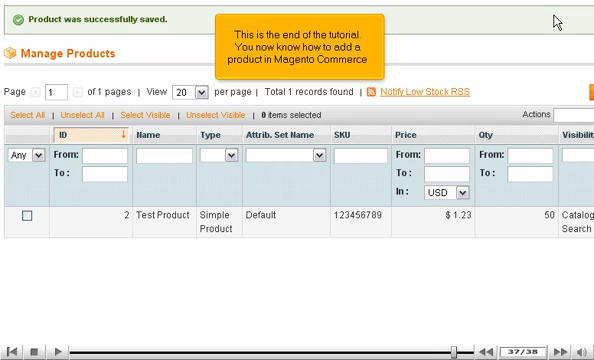 Product was successfully saved.
This is the end of the tutorial.
You now know how to add a
product in Magento Commerce
Manage Products
Page 1 of 1 pages | View 20 per page | Total 1 records found | Notify Low Stock RSS
Select All | Unselect All | Select Visible | Unselect Visible | 0 items selected Actions
ID Name Type Attrib. Set Name SKU Price Qty Visibility
Any From: From: From:
To : To : To :
In : USD
2 Test Product Simple Default 123456789 $ 1.23 50 Catalog
Product Search
37/38